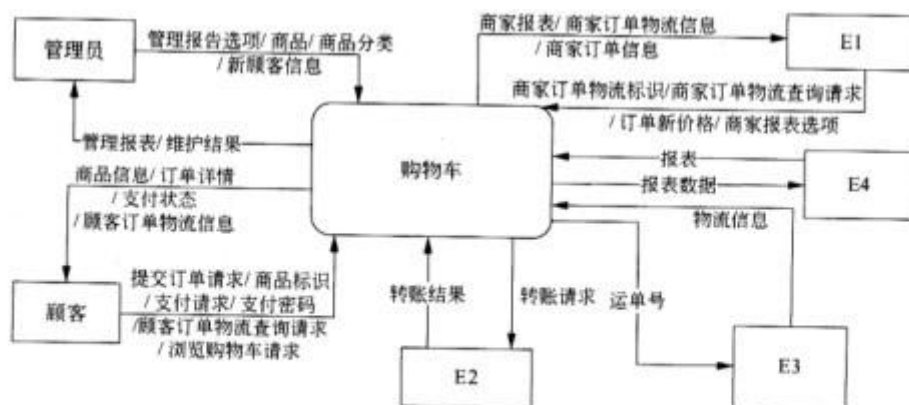 管理员
管理报告选项/ 商品/ 商品分类
/ 新顾客信息
商家报表/ 商家订单物流信息
/ 商家订单信息
E1
商家订单物流标识/商家订单物流查询请求
/ 订单新价格/ 商家报表选项
管理报表/ 维护结果
购物车
报表
报表数据
E4
物流信息
商品信息/ 订单详情
/ 支付状态
/ 顾客订单物流信息
顾客
提交订单请求/ 商品标识
/ 支付请求/ 支付密码
/顾客订单物流查询请求
/ 浏览购物车请求
转账结果
转账请求
运单号
E2
E3